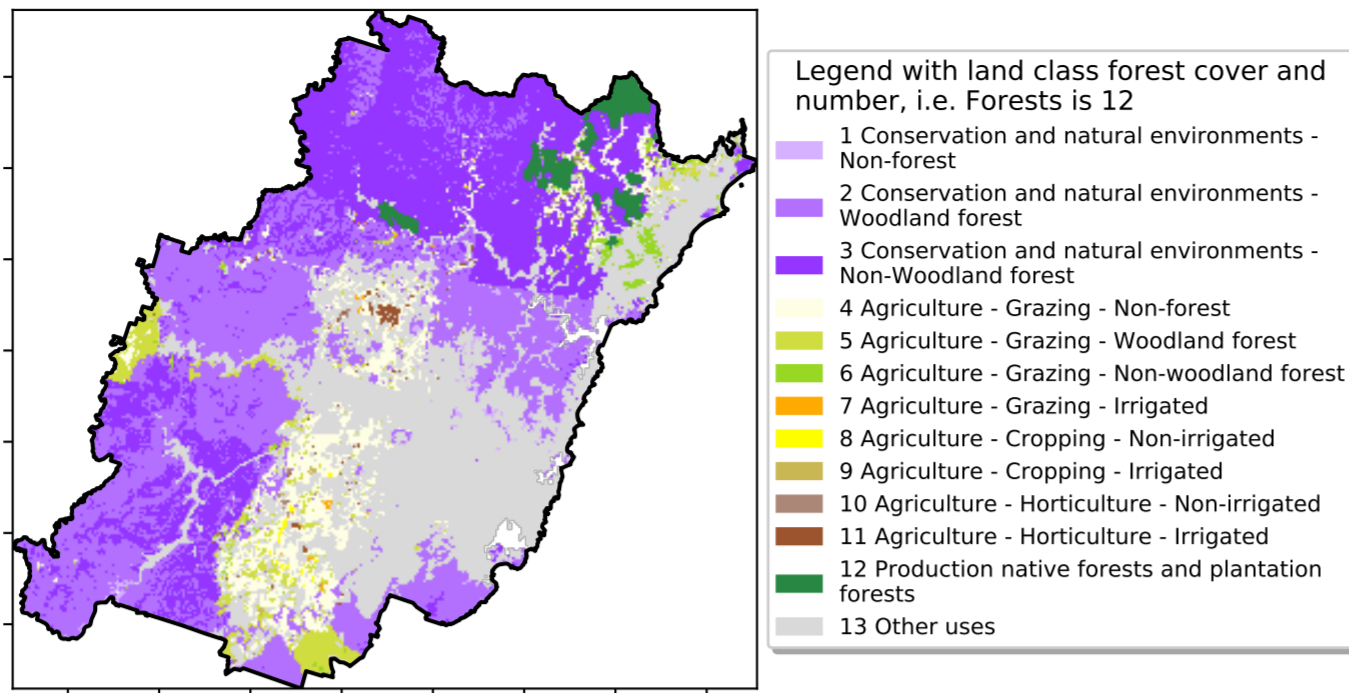 Legend with land class forest cover and
number, i.e. Forests is 12
1 Conservation and natural environments -
Non-forest
2 Conservation and natural environments -
Woodland forest
3 Conservation and natural environments -
Non-Woodland forest
4 Agriculture - Grazing - Non-forest
5 Agriculture - Grazing - Woodland forest
6 Agriculture - Grazing - Non-woodland forest
7 Agriculture - Grazing - Irrigated
8 Agriculture - Cropping - Non-irrigated
9 Agriculture - Cropping - Irrigated
10 Agriculture - Horticulture - Non-irrigated
11 Agriculture - Horticulture - Irrigated
12 Production native forests and plantation
forests
13 Other uses